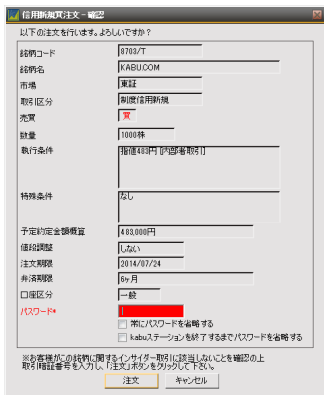 信用新規買注文 - 確認
以下の注文を行います。よろしいですか?
銘柄コード 8703/T
銘柄名 KABU.COM
市場 東証
取引区分 制度信用新規
売買 買
数量 1000株
執行条件 指値483円 [内部者取引]
特殊条件 なし
予定約定金額概算 483,000円
値段調整 しない
注文期限 2014/07/24
弁済期限 6ヶ月
口座区分 一般
パスワード*
常にパスワードを省略する
kabuステーションを終了するまでパスワードを省略する
※お客様がこの銘柄に関するインサイダー取引に該当しないことを確認の上
取引暗証番号を入力し、「注文」ボタンをクリックして下さい。
注文 キャンセル